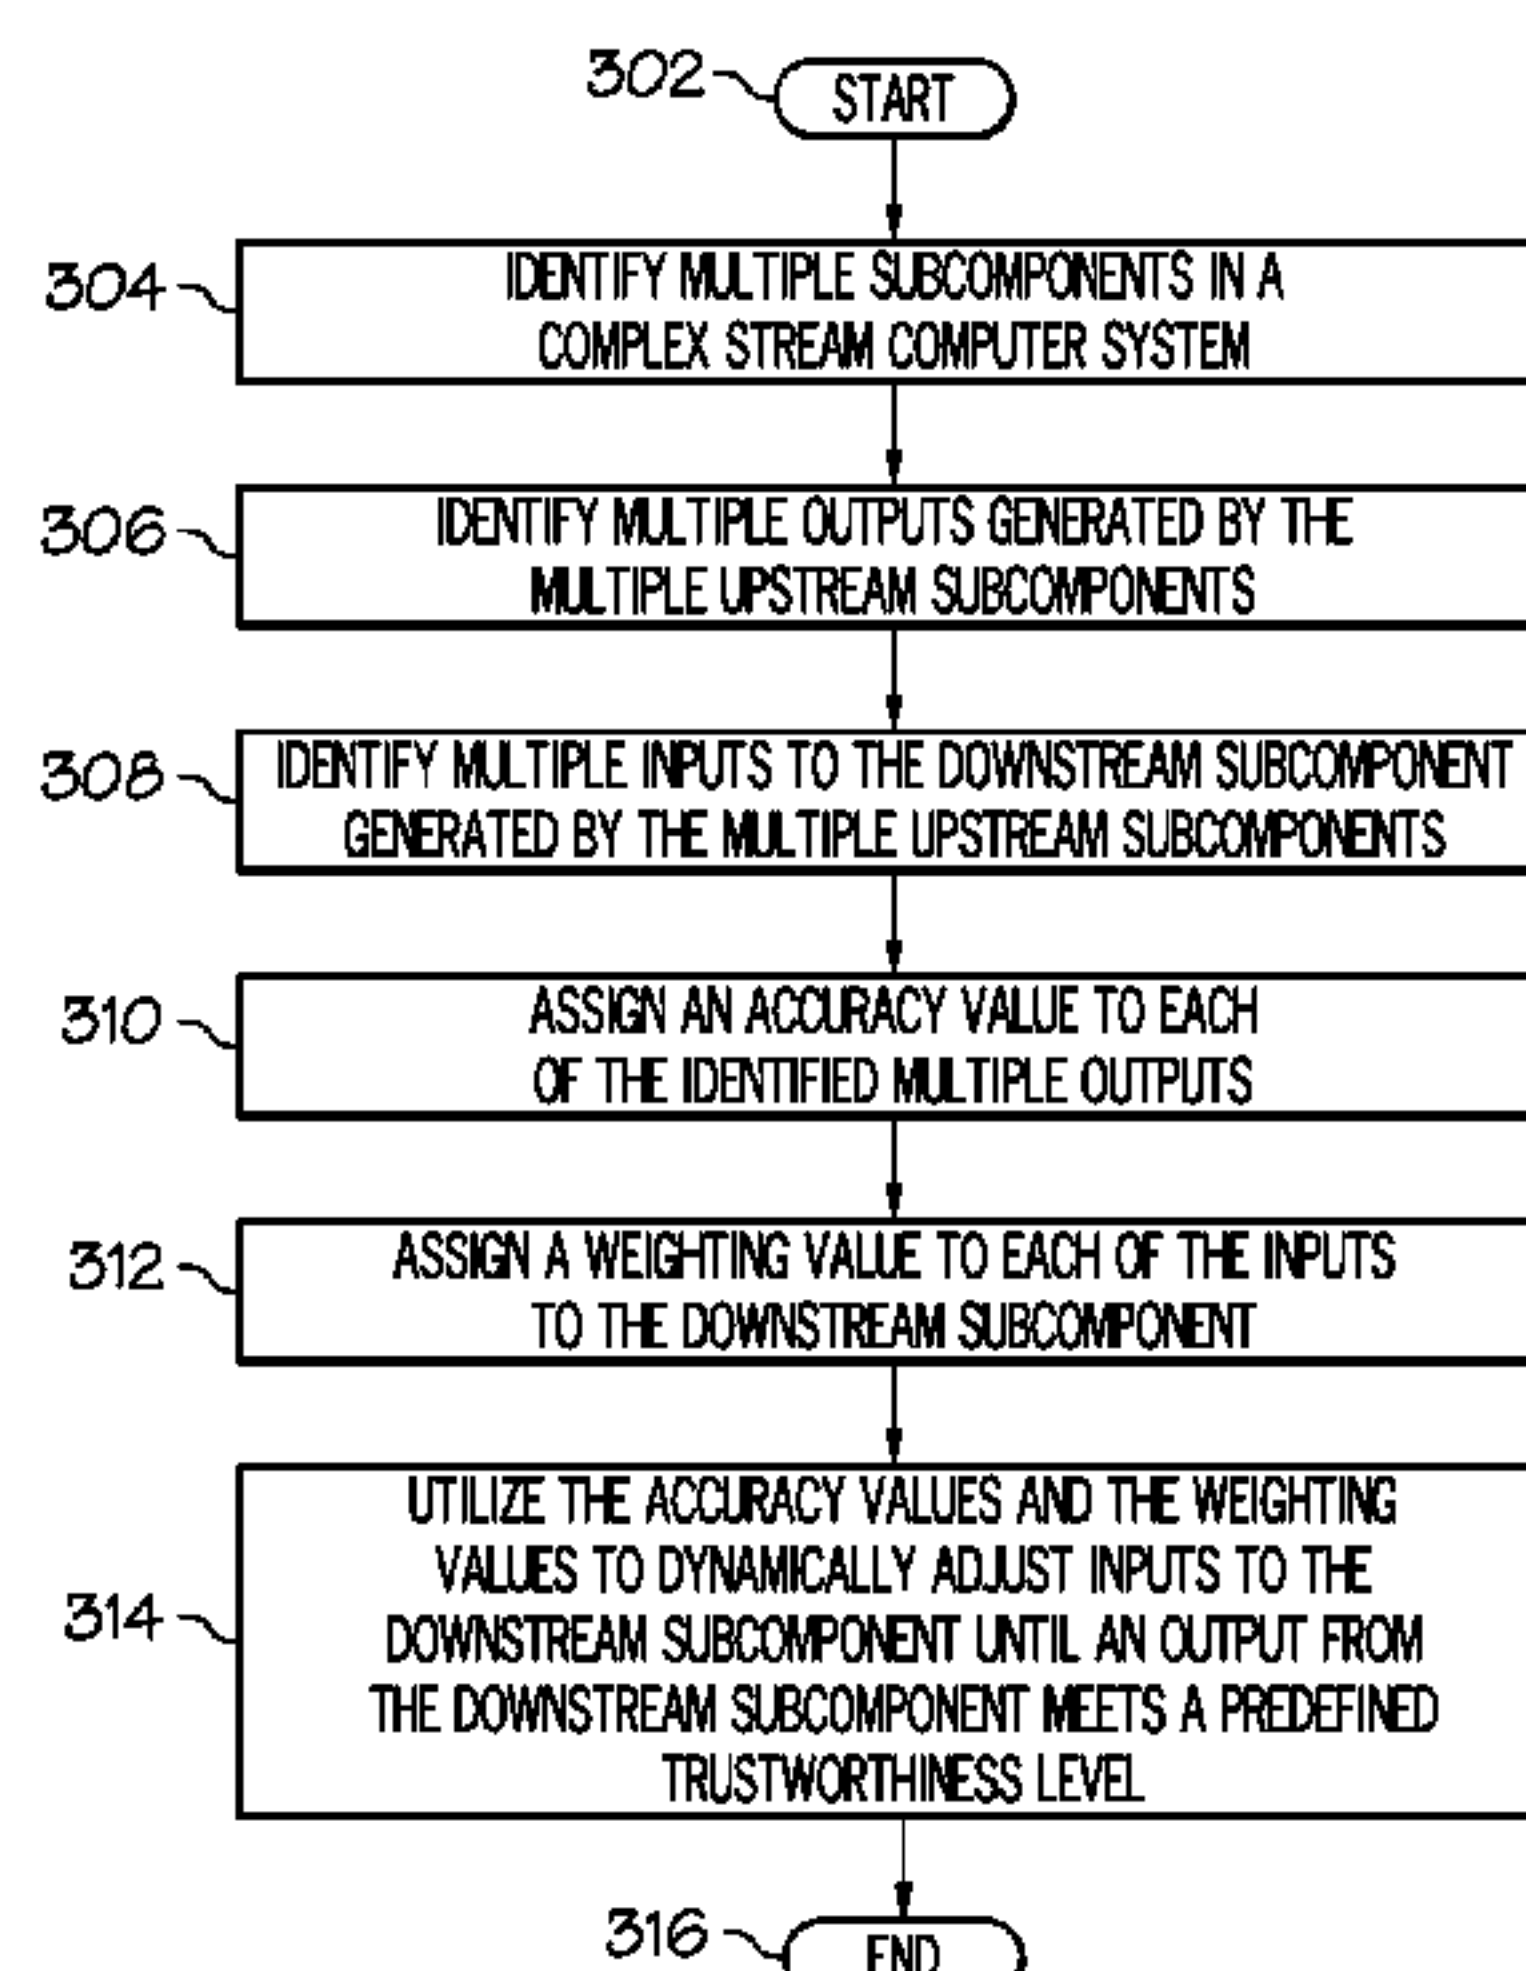 302
START
304
IDENTIFY MULTIPLE SUBCOMPONENTS IN A
COMPLEX STREAM COMPUTER SYSTEM
306
IDENTIFY MULTIPLE OUTPUTS GENERATED BY THE
MULTIPLE UPSTREAM SUBCOMPONENTS
308
IDENTIFY MULTIPLE INPUTS TO THE DOWNSTREAM SUBCOMPONENT
GENERATED BY THE MULTIPLE UPSTREAM SUBCOMPONENTS
310
ASSIGN AN ACCURACY VALUE TO EACH
OF THE IDENTIFIED MULTIPLE OUTPUTS
312
ASSIGN A WEIGHTING VALUE TO EACH OF THE INPUTS
TO THE DOWNSTREAM SUBCOMPONENT
314
UTILIZE THE ACCURACY VALUES AND THE WEIGHTING
VALUES TO DYNAMICALLY ADJUST INPUTS TO THE
DOWNSTREAM SUBCOMPONENT UNTIL AN OUTPUT FROM
THE DOWNSTREAM SUBCOMPONENT MEETS A PREDEFINED
TRUSTWORTHINESS LEVEL
316
END